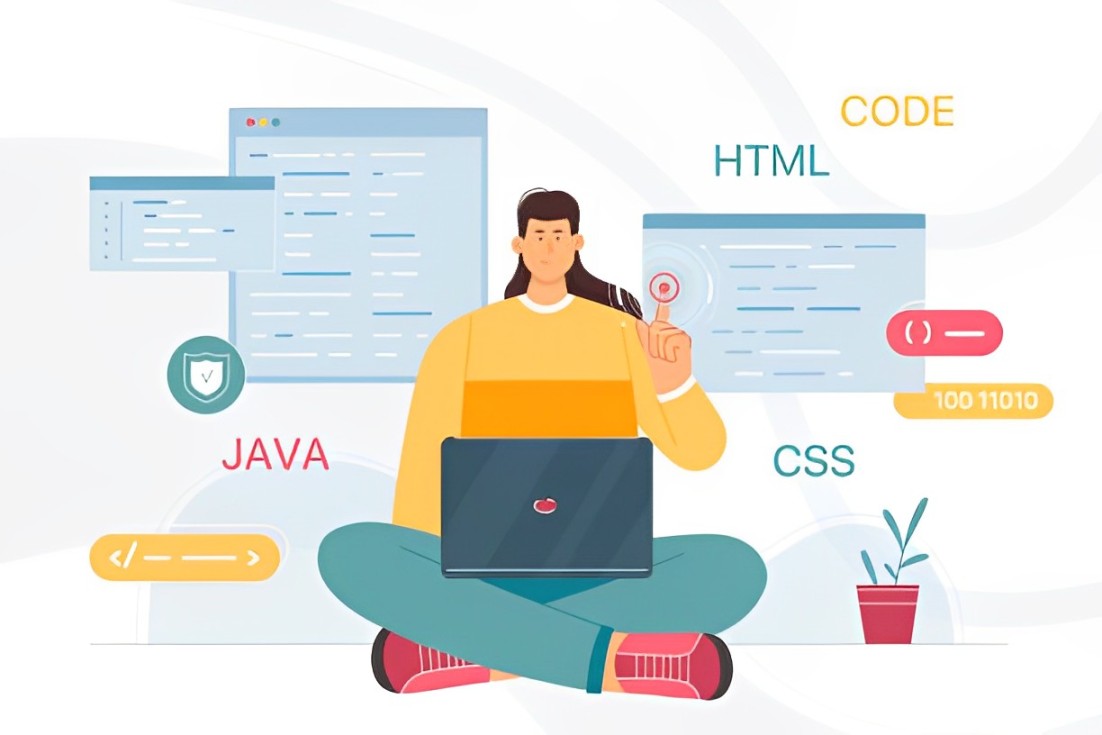 CODE
HTML
( ) —
100 11010
JAVA
CSS
</ — — >